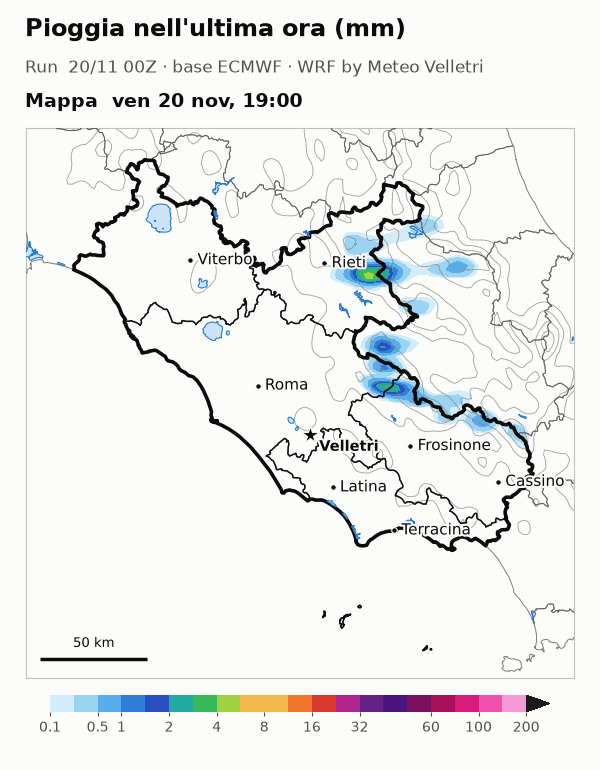 Pioggia nell'ultima ora (mm)
Run  20/11 00Z · base ECMWF · WRF by Meteo Velletri
Mappa  ven 20 nov, 19:00
Viterbo
Rieti
Roma
Velletri
Frosinone
Latina
Cassino
Terracina
50 km
0.1 0.5 1 2 4 8 16 32 60 100 200